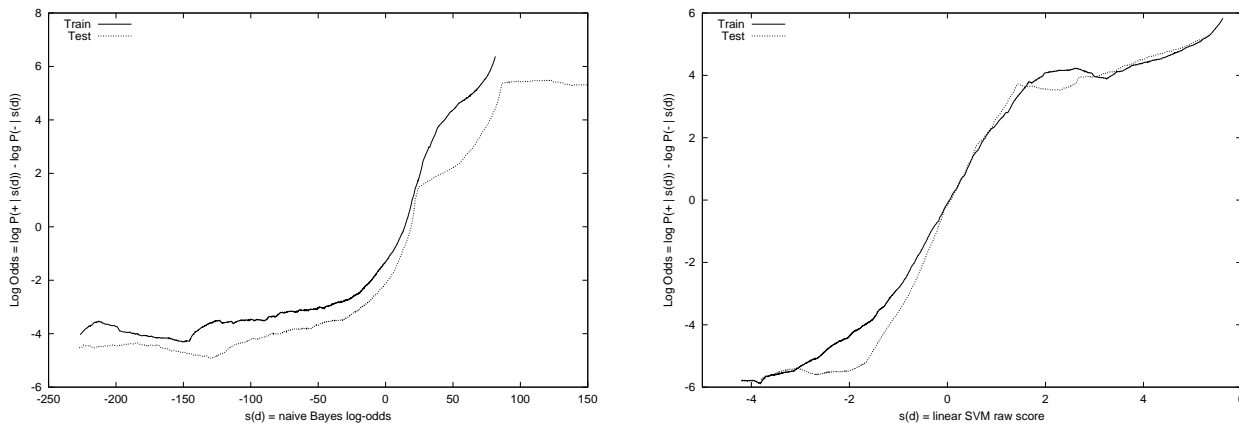 8
6
4
2
0
-2
-4
-6
-250 -200 -150 -100 -50 0 50 100 150
Log Odds = log P(+ | s(d)) - log P(- | s(d))
s(d) = naive Bayes log-odds
Train
Test
6
4
2
0
-2
-4
-6
-4 -2 0 2 4 6
Log Odds = log P(+ | s(d)) - log P(- | s(d))
s(d) = linear SVM raw score
Train
Test